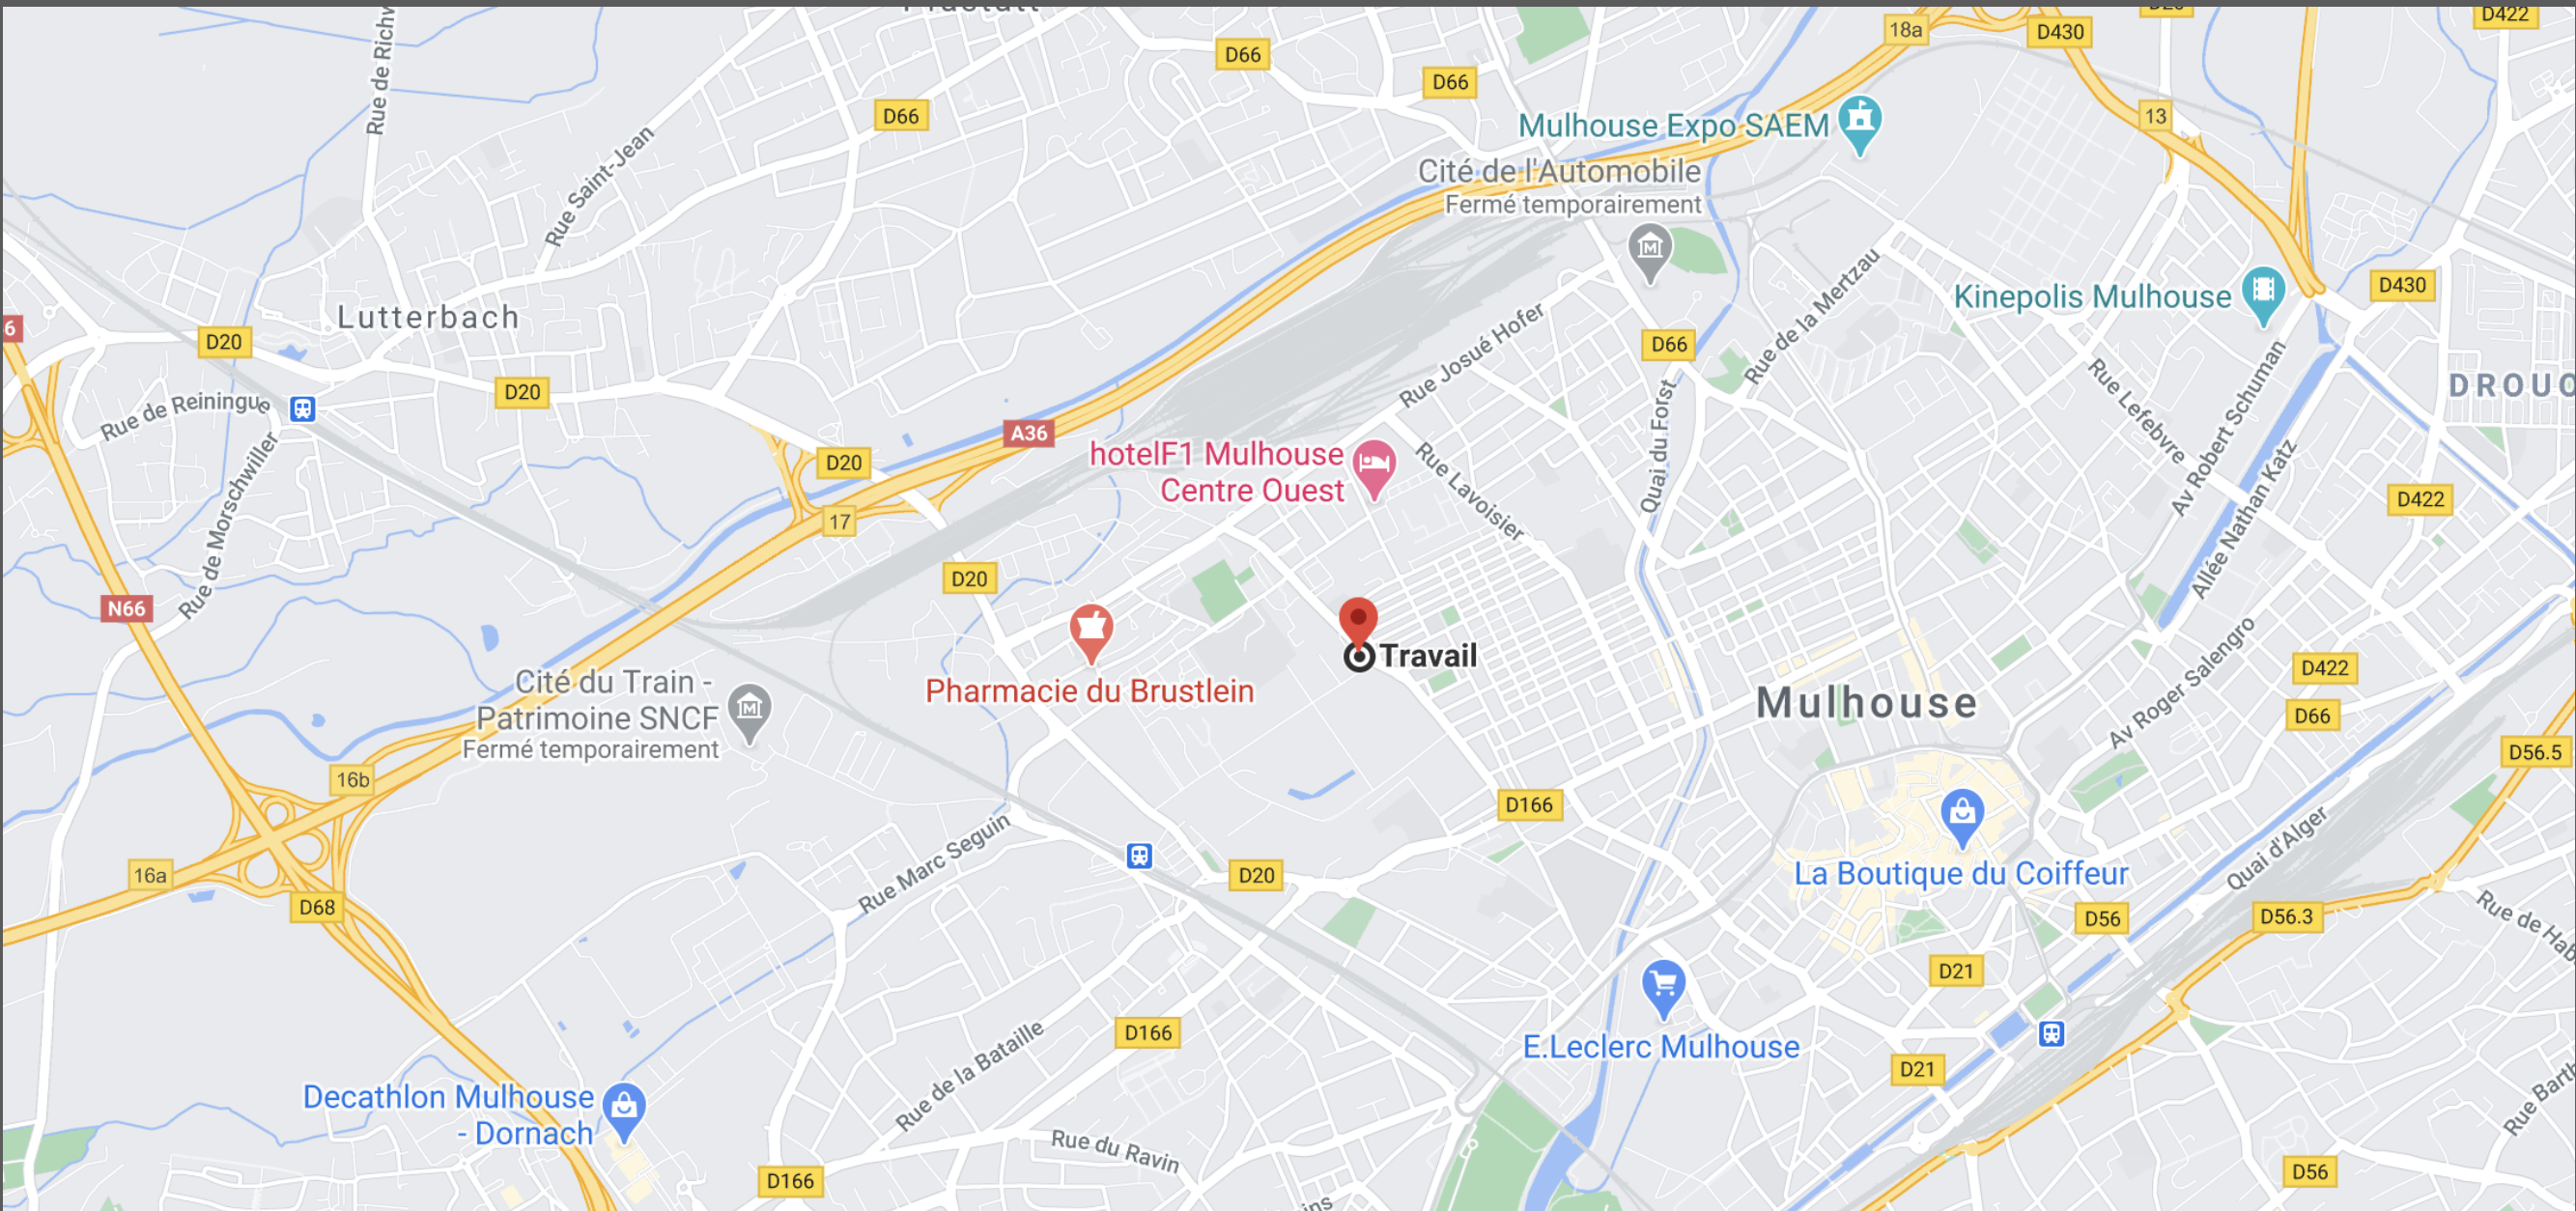 D66
D66
D66
18a
D430
D422
13
Rue de Richw
Rue Saint-Jean
Mulhouse Expo SAEM
Cité de l'Automobile
Fermé temporairement
Rue de la Mertzau
Kinepolis Mulhouse
D430
Lutterbach
6
D20
D20
Rue de Reiningue
Rue de Morschwiller
A36
D20
17
D20
N66
Rue Josué Hofer
D66
Quai du Forst
Rue Lavoisier
hotelF1 Mulhouse
Centre Ouest
Rue Lefebvre
Av Robert Schuman
Allée Nathan Katz
DROUO
D422
Pharmacie du Brustlein
Travail
Mulhouse
Av Roger Salengro
D422
D66
D56.5
Cité du Train -
Patrimoine SNCF
Fermé temporairement
16b
16a
D68
Rue Marc Seguin
D20
D166
La Boutique du Coiffeur
Quai d'Alger
D56.3
D56
D21
Rue de Hab
E.Leclerc Mulhouse
D21
D166
Rue de la Bataille
Decathlon Mulhouse
- Dornach
Rue du Ravin
D166
Rue Barth
D56